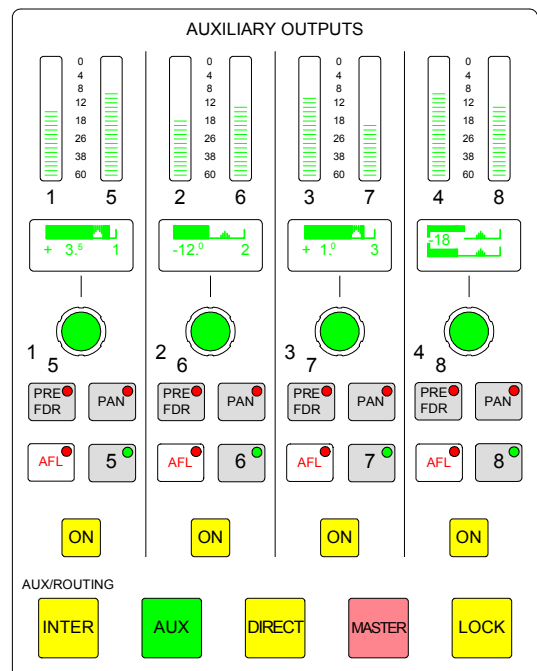 AUXILIARY OUTPUTS
0 0 0 0
4 4 4 4
8 8 8 8
12 12 12 12
18 18 18 18
26 26 26 26
38 38 38 38
60 60 60 60
1 5 2 6 3 7 4 8
+ 3.⁵ 1
-12.⁰ 2
+ 1.⁰ 3
-18
1 5
2 6
3 7
4 8
PRE FDR PAN PRE FDR PAN PRE FDR PAN PRE FDR PAN
AFL 5 AFL 6 AFL 7 AFL 8
ON ON ON ON
AUX/ROUTING
INTER AUX DIRECT MASTER LOCK